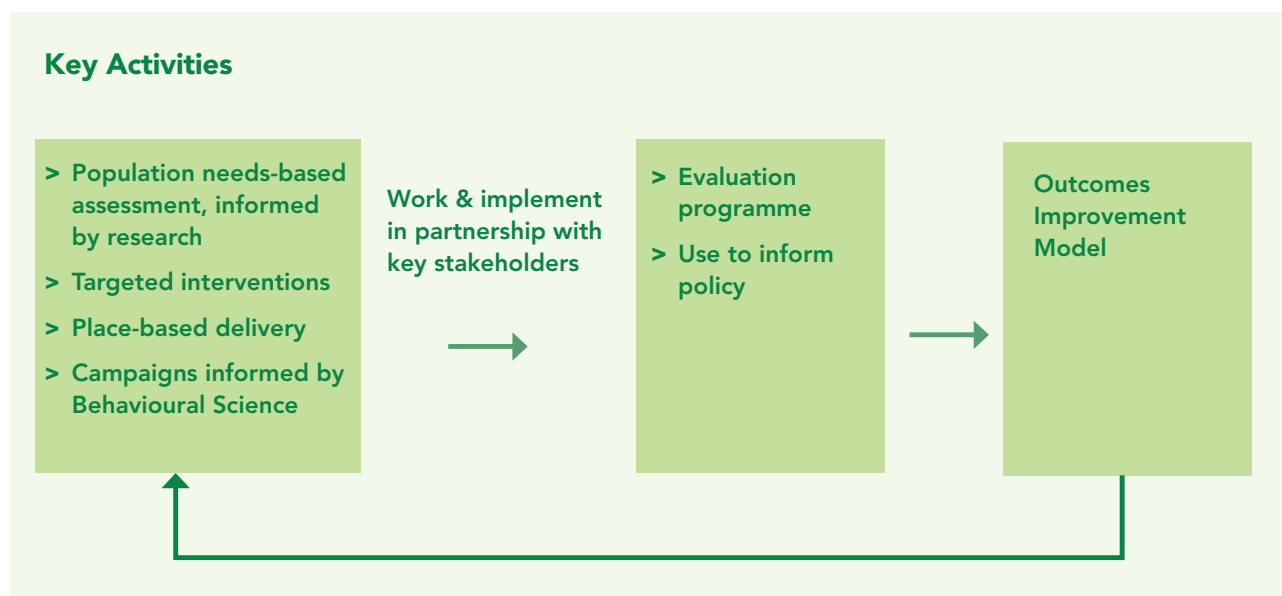 Key Activities
> Population needs-based
assessment, informed
by research
> Targeted interventions
> Place-based delivery
> Campaigns informed by
Behavioural Science
Work & implement
in partnership with
key stakeholders
> Evaluation
programme
> Use to inform
policy
Outcomes
Improvement
Model